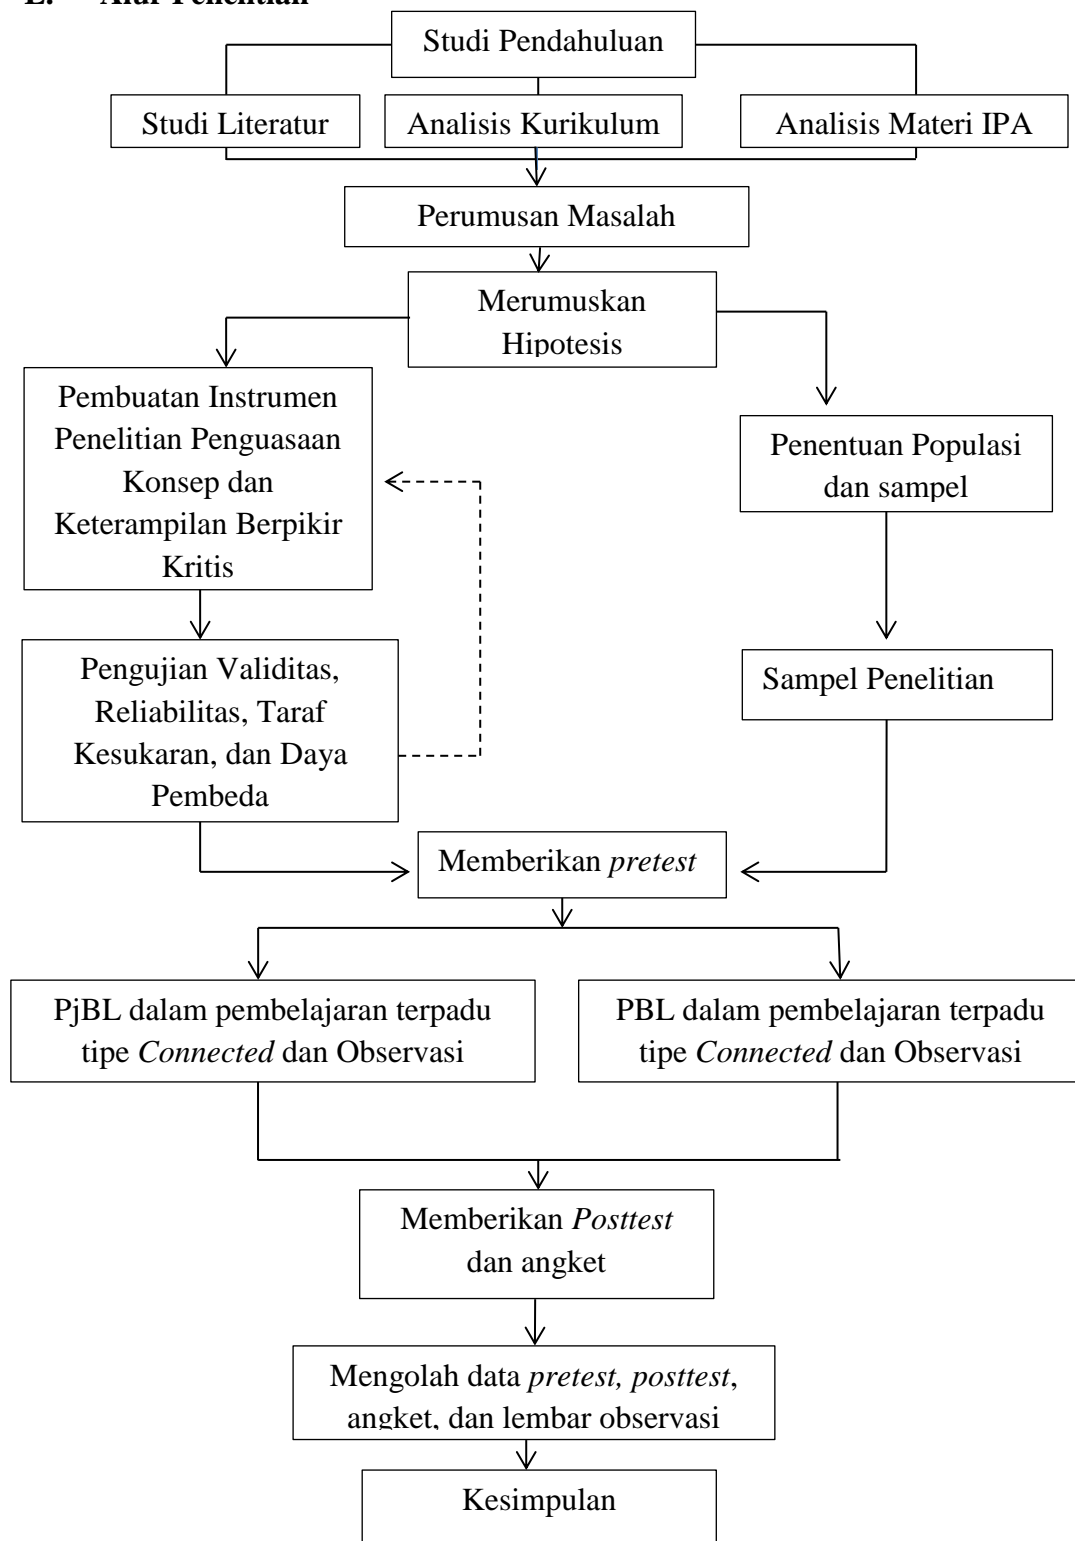 E. Alur Penelitian
Studi Pendahuluan
Studi Literatur
Analisis Kurikulum
Analisis Materi IPA
Perumusan Masalah
Merumuskan
Hipotesis
Pembuatan Instrumen
Penelitian Penguasaan
Konsep dan
Keterampilan Berpikir
Kritis
Penentuan Populasi
dan sampel
Pengujian Validitas,
Reliabilitas, Taraf
Kesukaran, dan Daya
Pembeda
Sampel Penelitian
Memberikan pretest
PjBL dalam pembelajaran terpadu
tipe Connected dan Observasi
PBL dalam pembelajaran terpadu
tipe Connected dan Observasi
Memberikan Posttest
dan angket
Mengolah data pretest, posttest,
angket, dan lembar observasi
Kesimpulan